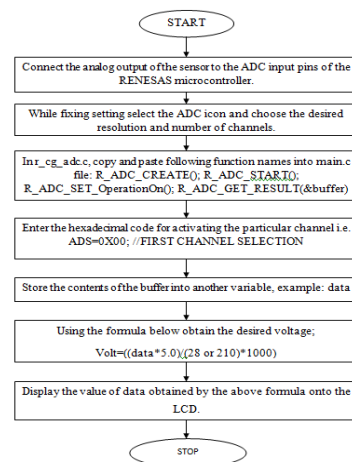 START
Connect the analog output of the sensor to the ADC input pins of the
RENESAS microcontroller.
While fixing setting select the ADC icon and choose the desired
resolution and number of channels.
In r_cg_adc.c, copy and paste following function names into main.c
file: R_ADC_CREATE(); R_ADC_START();
R_ADC_SET_OperationOn(); R_ADC_GET_RESULT(&buffer)
Enter the hexadecimal code for activating the particular channel i.e.
ADS=0X00; //FIRST CHANNEL SELECTION
Store the contents of the buffer into another variable, example: data
Using the formula below obtain the desired voltage;
Volt=((data*5.0)/(28 or 210)*1000)
Display the value of data obtained by the above formula onto the
LCD.
STOP